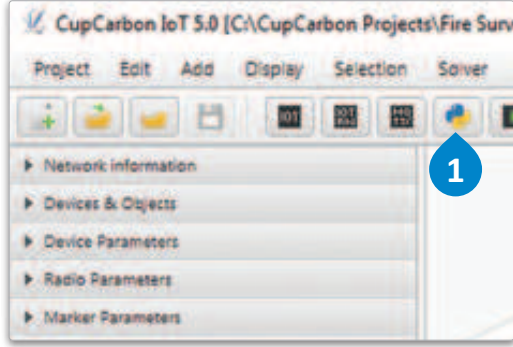 CupCarbon IoT 5.0 [C:\CupCarbon Projects\Fire Surv
Project Edit Add Display Selection Solver
IOT
1
Network information
Devices & Objects
Device Parameters
Radio Parameters
Marker Parameters